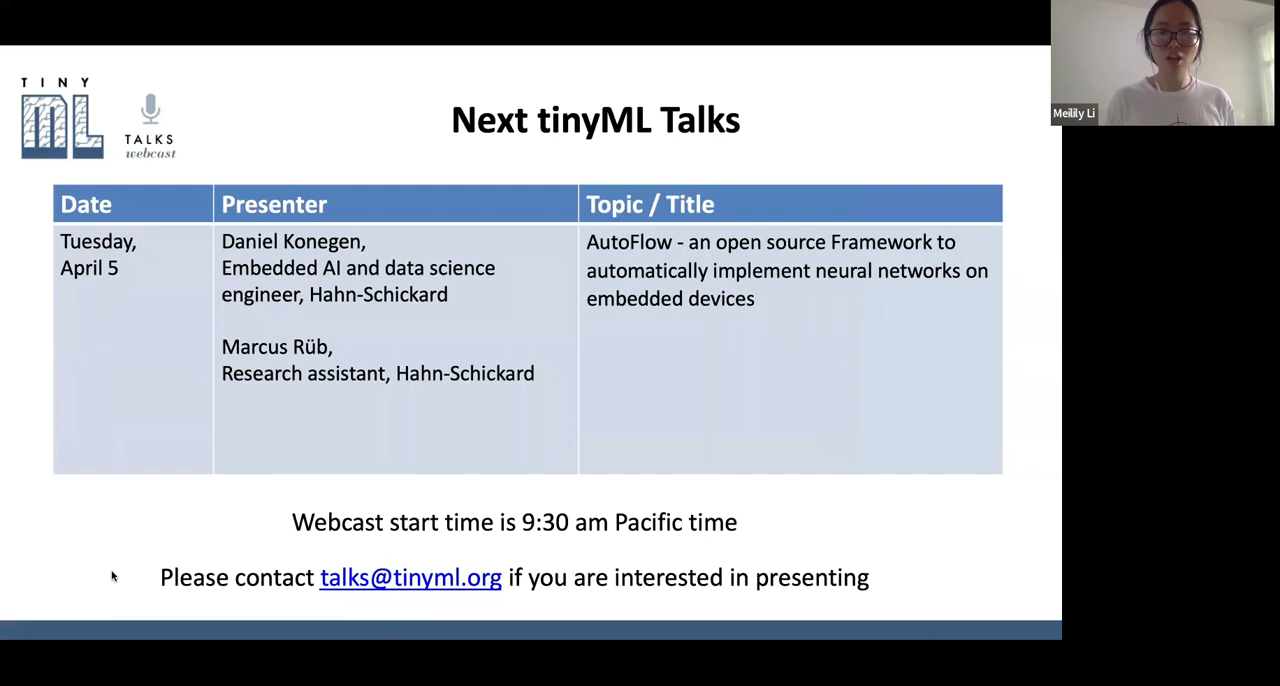 TINY
ML
TALKS
webcast
Next tinyML Talks
Date
Presenter
Topic / Title
Tuesday,
April 5
Daniel Konegen,
Embedded AI and data science
engineer, Hahn-Schickard
Marcus Rüb,
Research assistant, Hahn-Schickard
AutoFlow - an open source Framework to
automatically implement neural networks on
embedded devices
Webcast start time is 9:30 am Pacific time
Please contact talks@tinyml.org if you are interested in presenting
Meilily Li